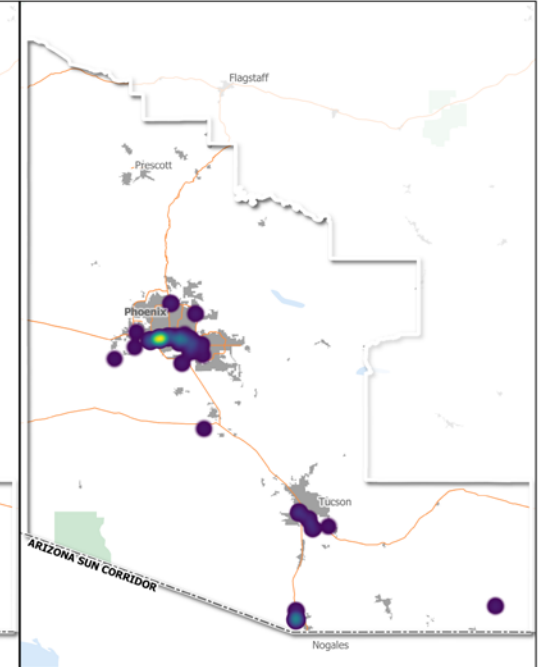 Flagstaff
Prescott
Phoenix
Tucson
ARIZONA SUN CORRIDOR
Nogales